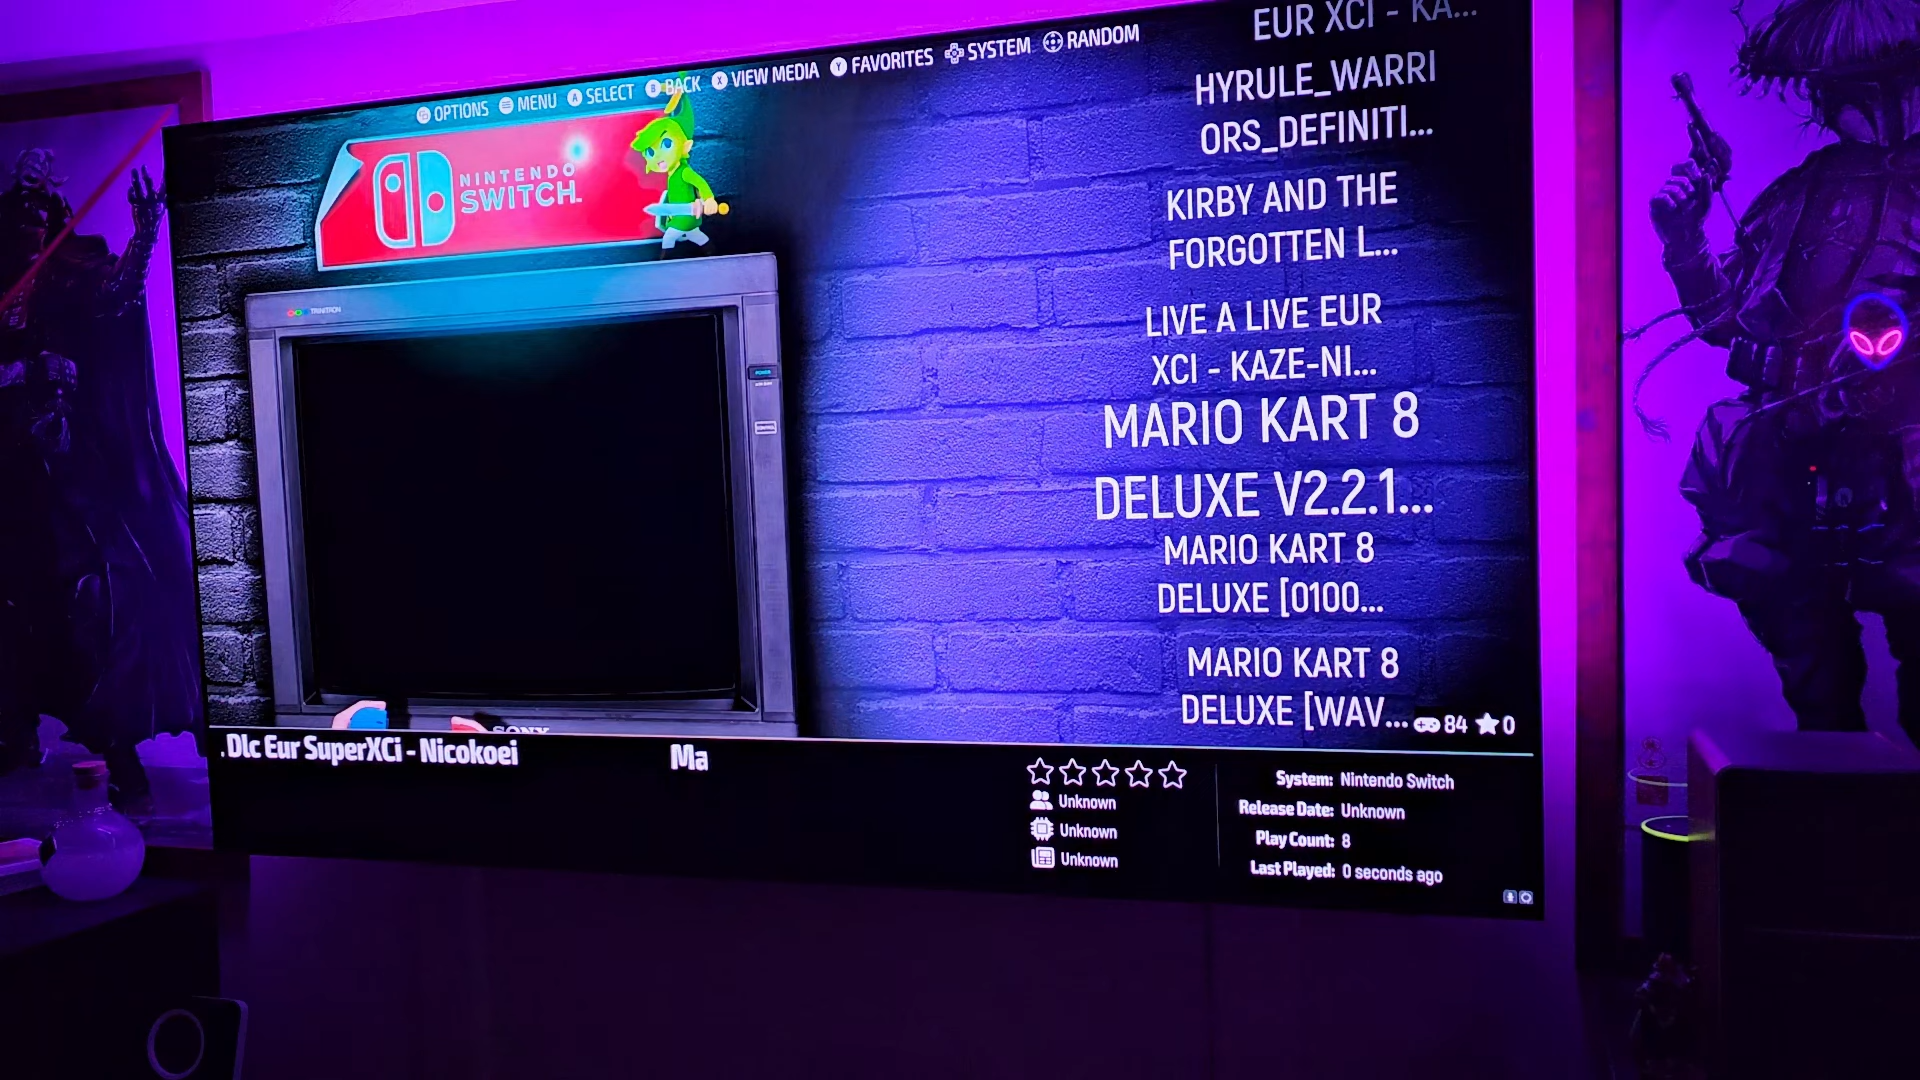 OPTIONS MENU A SELECT B BACK X VIEW MEDIA Y FAVORITES SYSTEM RANDOM
NINTENDO
SWITCH
TRINITRON
POWER
SONY
EUR XCI - KA...
HYRULE_WARRI
ORS_DEFINITI...
KIRBY AND THE
FORGOTTEN L...
LIVE A LIVE EUR
XCI - KAZE-NI...
MARIO KART 8
DELUXE V2.2.1...
MARIO KART 8
DELUXE [0100...
MARIO KART 8
DELUXE [WAV...
84 0
. Dlc Eur SuperXCi - Nicokoei Ma
Unknown
Unknown
Unknown
System: Nintendo Switch
Release Date: Unknown
Play Count: 8
Last Played: 0 seconds ago